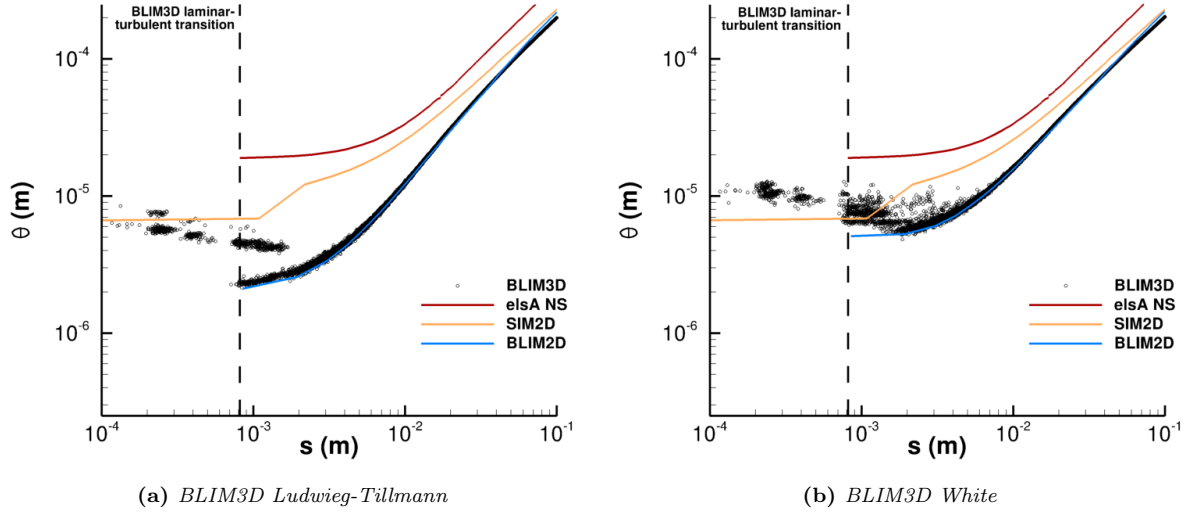 BLIM3D laminar-
turbulent transition
10⁻⁴
10⁻⁵
10⁻⁶
θ (m)
10⁻⁴ 10⁻³ 10⁻² 10⁻¹
s (m)
BLIM3D
elsA NS
SIM2D
BLIM2D
(a) BLIM3D Ludwieg-Tillmann
BLIM3D laminar-
turbulent transition
10⁻⁴
10⁻⁵
10⁻⁶
θ (m)
10⁻⁴ 10⁻³ 10⁻² 10⁻¹
s (m)
BLIM3D
elsA NS
SIM2D
BLIM2D
(b) BLIM3D White